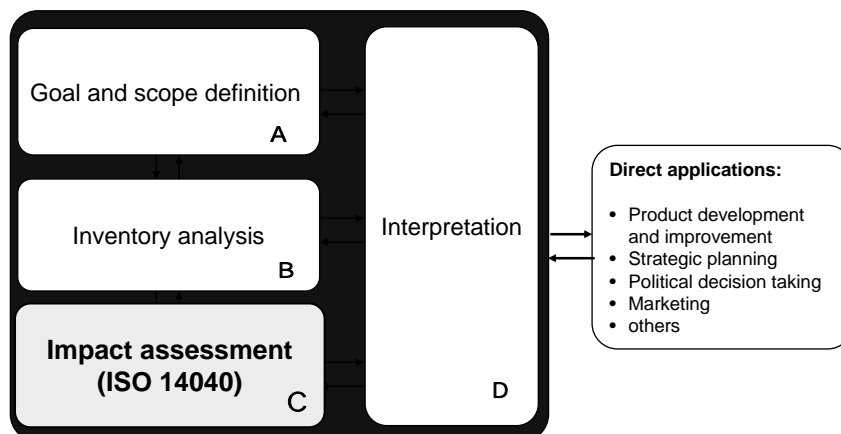 Goal and scope definition
A
Inventory analysis
B
Impact assessment
(ISO 14040)
C
Interpretation
D
Direct applications:
• Product development
and improvement
• Strategic planning
• Political decision taking
• Marketing
• others